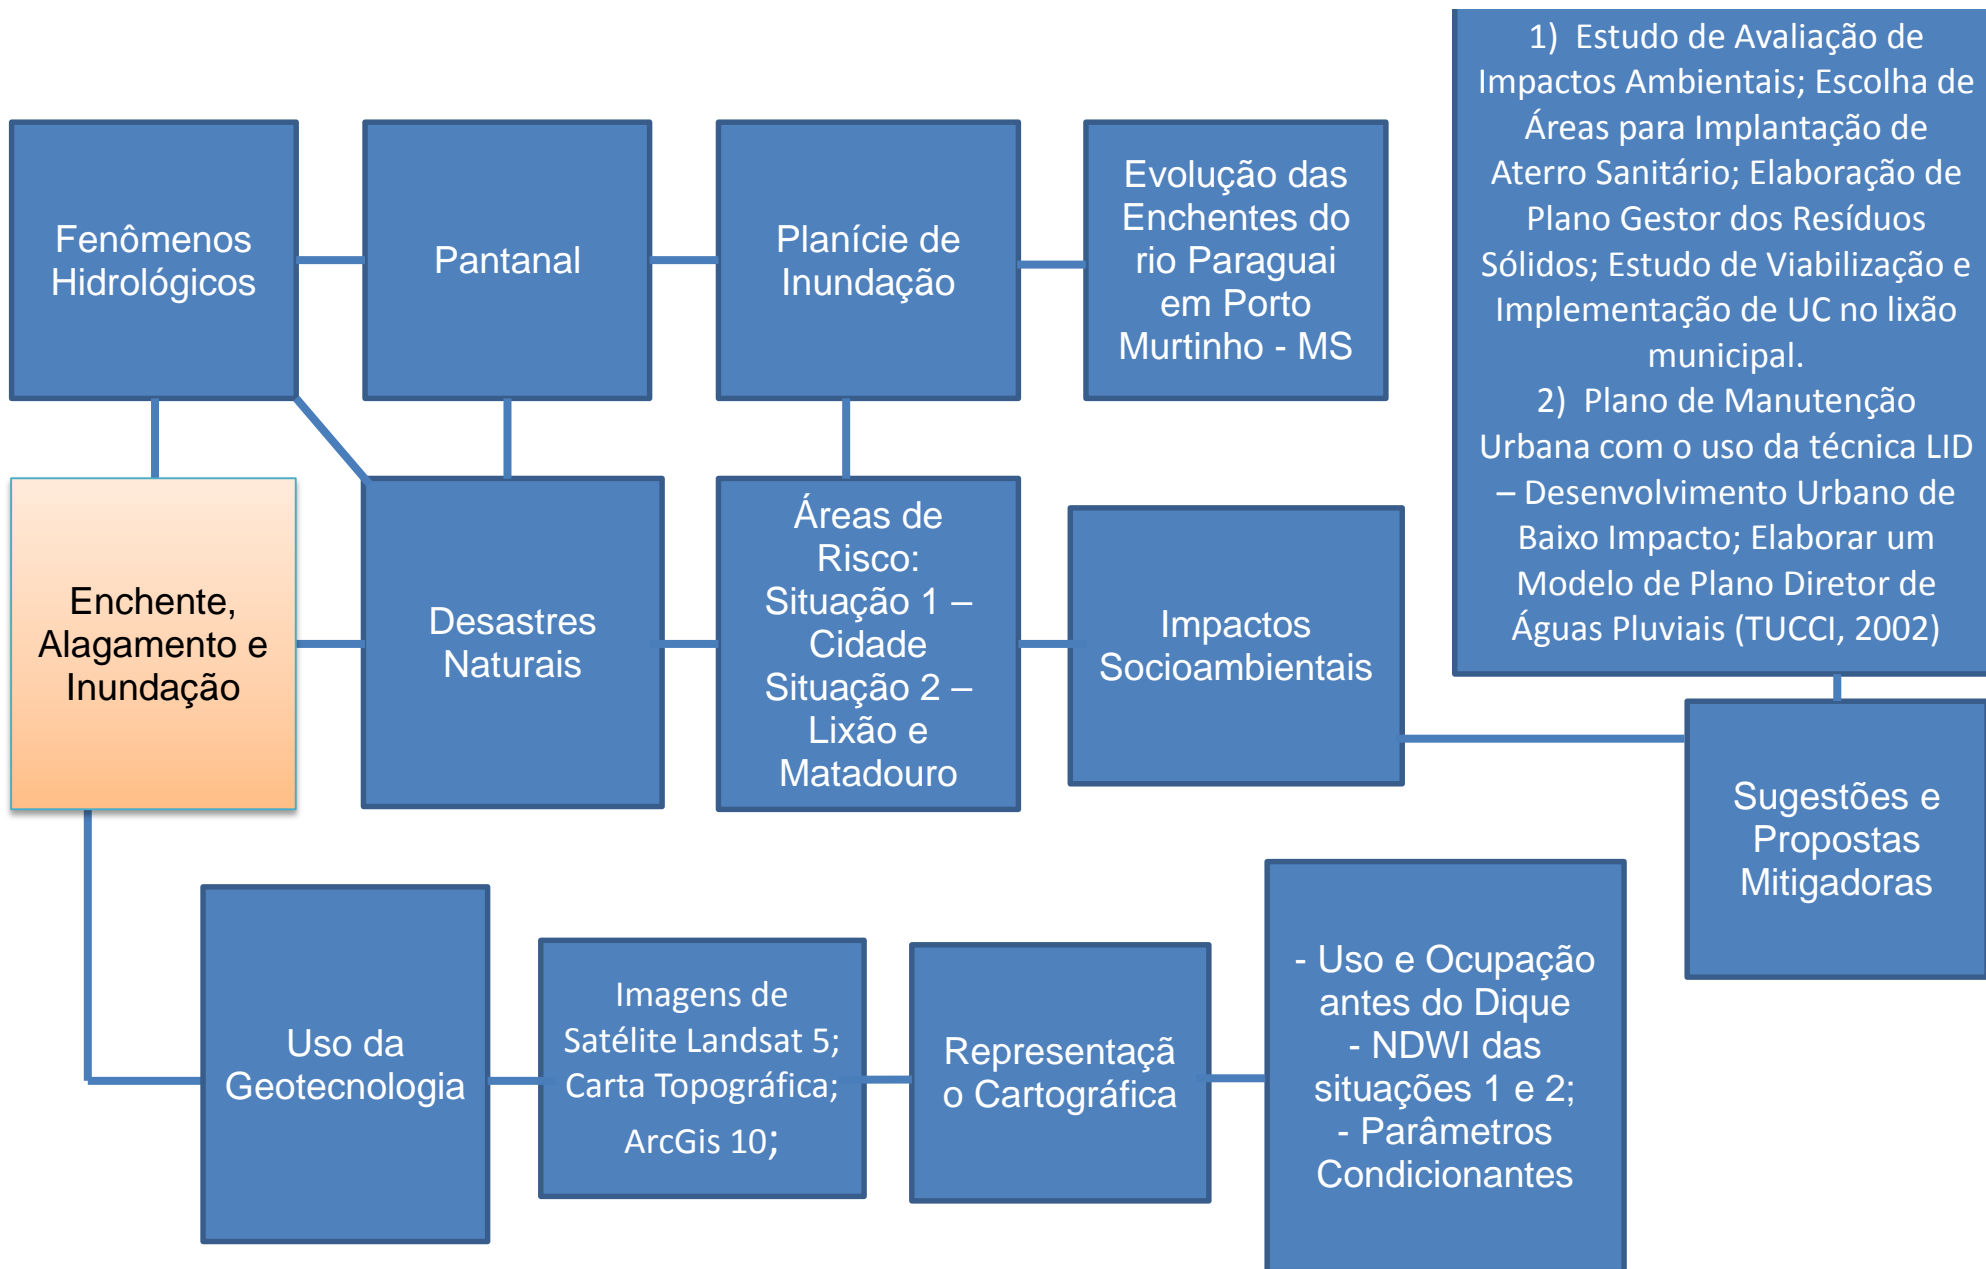 Fenômenos
Hidrológicos
Pantanal
Planície de
Inundação
Evolução das
Enchentes do
rio Paraguai
em Porto
Murtinho - MS
1) Estudo de Avaliação de
Impactos Ambientais; Escolha de
Áreas para Implantação de
Aterro Sanitário; Elaboração de
Plano Gestor dos Resíduos
Sólidos; Estudo de Viabilização e
Implementação de UC no lixão
municipal.
2) Plano de Manutenção
Urbana com o uso da técnica LID
– Desenvolvimento Urbano de
Baixo Impacto; Elaborar um
Modelo de Plano Diretor de
Águas Pluviais (TUCCI, 2002)
Enchente,
Alagamento e
Inundação
Desastres
Naturais
Áreas de
Risco:
Situação 1 –
Cidade
Situação 2 –
Lixão e
Matadouro
Impactos
Socioambientais
Sugestões e
Propostas
Mitigadoras
Uso da
Geotecnologia
Imagens de
Satélite Landsat 5;
Carta Topográfica;
ArcGis 10;
Representaçã
o Cartográfica
- Uso e Ocupação
antes do Dique
- NDWI das
situações 1 e 2;
- Parâmetros
Condicionantes